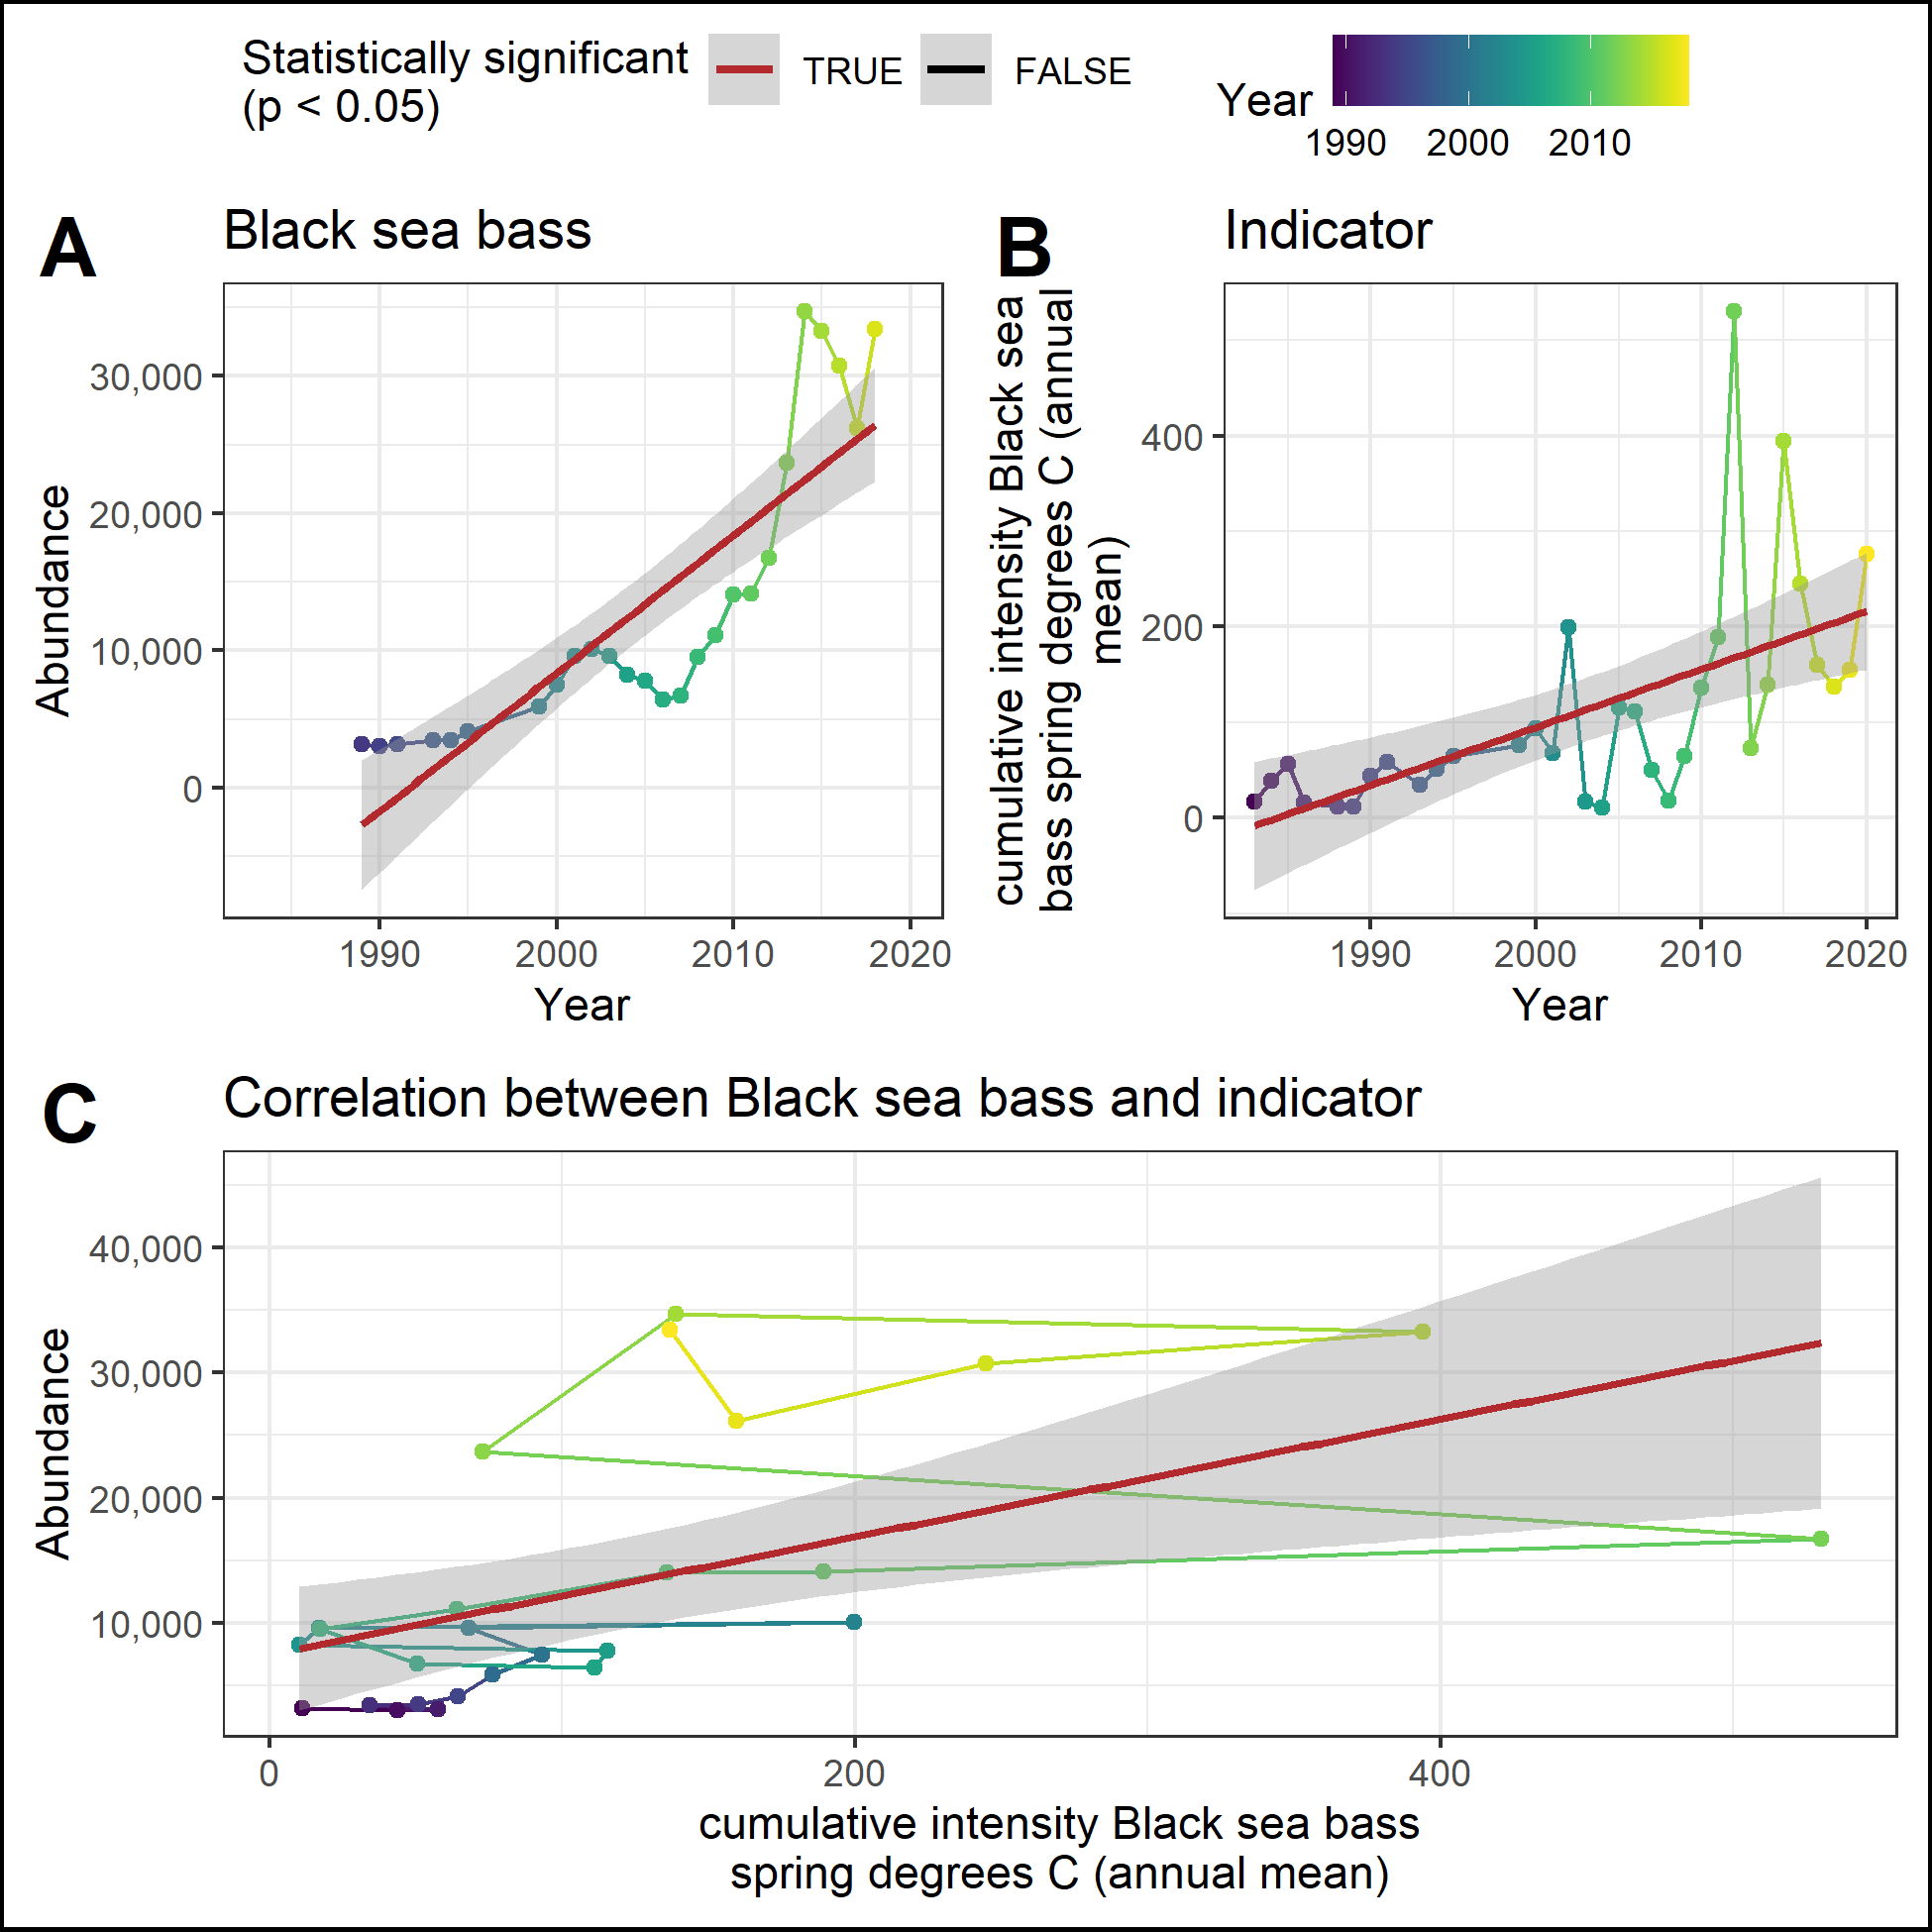 Statistically significant
(p < 0.05)
TRUE
FALSE
Year
1990 2000 2010
A
Black sea bass
Abundance
30,000
20,000
10,000
0
1990 2000 2010 2020
Year
B
Indicator
cumulative intensity Black sea
bass spring degrees C (annual
mean)
400
200
0
1990 2000 2010 2020
Year
C
Correlation between Black sea bass and indicator
Abundance
40,000
30,000
20,000
10,000
0 200 400
cumulative intensity Black sea bass
spring degrees C (annual mean)